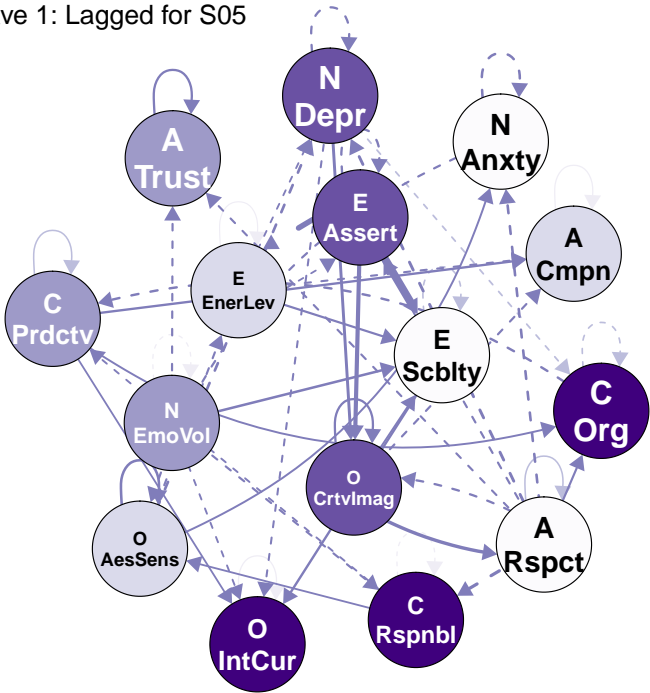 ve 1: Lagged for S05
N
Depr
N
Anxty
A
Trust
E
Assert
A
Cmpn
E
EnerLev
C
Prdctv
E
Scblty
C
Org
N
EmoVol
O
CrtvImag
O
AesSens
A
Rspct
C
Rspnbl
O
IntCur